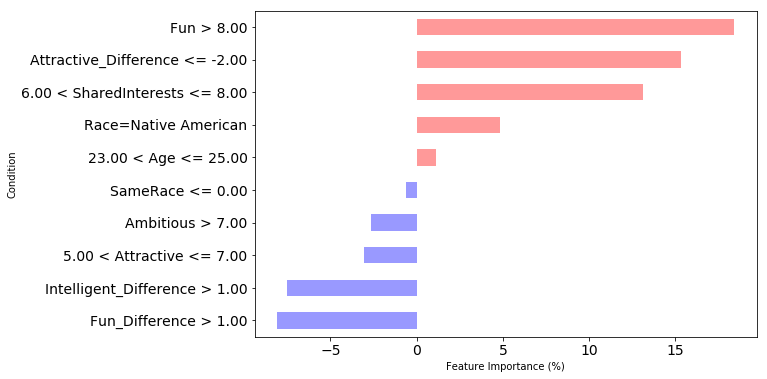 Fun > 8.00
Attractive_Difference <= -2.00
6.00 < SharedInterests <= 8.00
Race=Native American
23.00 < Age <= 25.00
SameRace <= 0.00
Ambitious > 7.00
5.00 < Attractive <= 7.00
Intelligent_Difference > 1.00
Fun_Difference > 1.00
Condition
−5 0 5 10 15
Feature Importance (%)